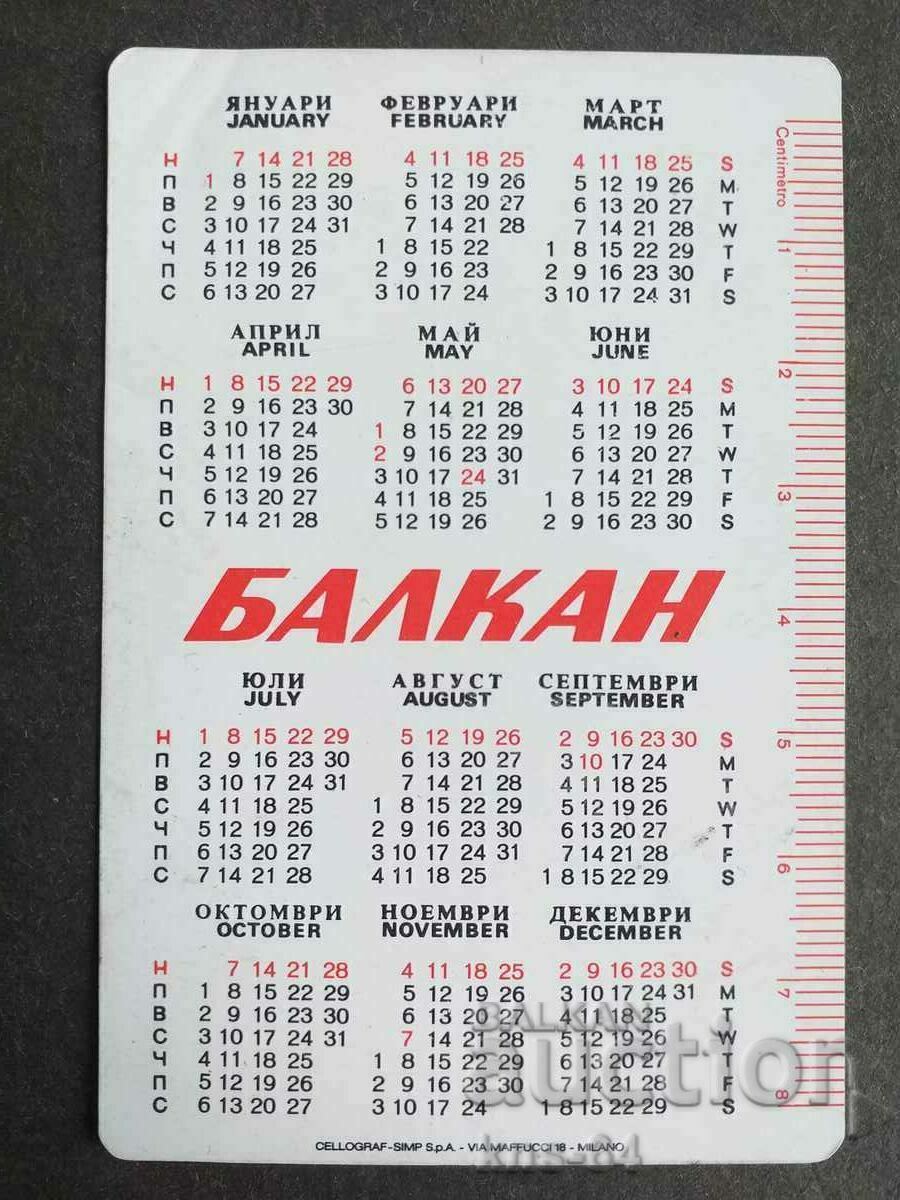 ЯНУАРИ ФЕВРУАРИ МАРТ
JANUARY FEBRUARY MARCH
Н 7 14 21 28 4 11 18 25 4 11 18 25 S
П 1 8 15 22 29 5 12 19 26 5 12 19 26 M
В 2 9 16 23 30 6 13 20 27 6 13 20 27 T
С 3 10 17 24 31 7 14 21 28 7 14 21 28 W
Ч 4 11 18 25 1 8 15 22 1 8 15 22 29 T
П 5 12 19 26 2 9 16 23 2 9 16 23 30 F
С 6 13 20 27 3 10 17 24 3 10 17 24 31 S
АПРИЛ МАЙ ЮНИ
APRIL MAY JUNE
Н 1 8 15 22 29 6 13 20 27 3 10 17 24 S
П 2 9 16 23 30 7 14 21 28 4 11 18 25 M
В 3 10 17 24 1 8 15 22 29 5 12 19 26 T
С 4 11 18 25 2 9 16 23 30 6 13 20 27 W
Ч 5 12 19 26 3 10 17 24 31 7 14 21 28 T
П 6 13 20 27 4 11 18 25 1 8 15 22 29 F
С 7 14 21 28 5 12 19 26 2 9 16 23 30 S
БАЛКАН
ЮЛИ АВГУСТ СЕПТЕМВРИ
JULY AUGUST SEPTEMBER
Н 1 8 15 22 29 5 12 19 26 2 9 16 23 30 S
П 2 9 16 23 30 6 13 20 27 3 10 17 24 M
В 3 10 17 24 31 7 14 21 28 4 11 18 25 T
С 4 11 18 25 1 8 15 22 29 5 12 19 26 W
Ч 5 12 19 26 2 9 16 23 30 6 13 20 27 T
П 6 13 20 27 3 10 17 24 31 7 14 21 28 F
С 7 14 21 28 4 11 18 25 1 8 15 22 29 S
ОКТОМВРИ НОЕМВРИ ДЕКЕМВРИ
OCTOBER NOVEMBER DECEMBER
Н 7 14 21 28 4 11 18 25 2 9 16 23 30 S
П 1 8 15 22 29 5 12 19 26 3 10 17 24 31 M
В 2 9 16 23 30 6 13 20 27 4 11 18 25 T
С 3 10 17 24 31 7 14 21 28 5 12 19 26 W
Ч 4 11 18 25 1 8 15 22 29 6 13 20 27 T
П 5 12 19 26 2 9 16 23 30 7 14 21 28 F
С 6 13 20 27 3 10 17 24 1 8 15 22 29 S
CELLOGRAF-SIMP S.p.A. - VIA MAFFUCCI 18 - MILANO
Centimetro
1
2
3
4
5
6
7
8
BALKAN
auction
kns-84